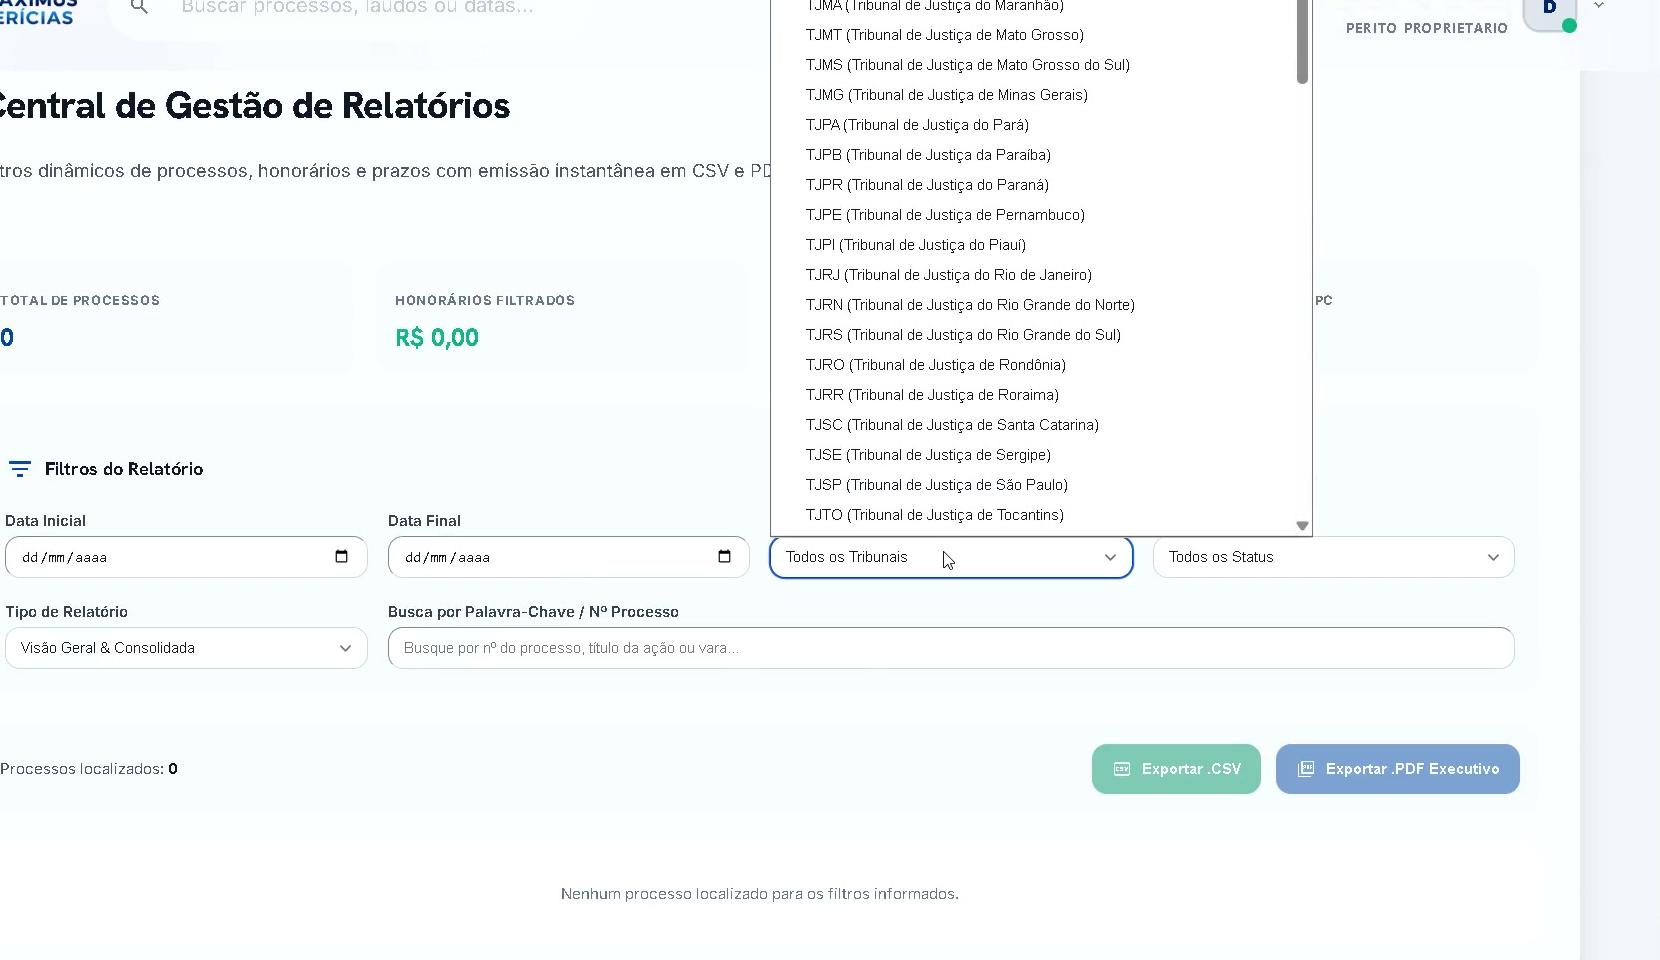 Buscar processos, laudos ou datas...
PERITO PROPRIETARIO
D
Central de Gestão de Relatórios
dinâmicos de processos, honorários e prazos com emissão instantânea em CSV e
TOTAL DE PROCESSOS
0
HONORÁRIOS FILTRADOS
R$ 0,00
TJMA (Tribunal de Justiça do Maranhão)
TJMT (Tribunal de Justiça de Mato Grosso)
TJMS (Tribunal de Justiça de Mato Grosso do Sul)
TJMG (Tribunal de Justiça de Minas Gerais)
TJPA (Tribunal de Justiça do Pará)
TJPB (Tribunal de Justiça da Paraíba)
TJPR (Tribunal de Justiça do Paraná)
TJPE (Tribunal de Justiça de Pernambuco)
TJPI (Tribunal de Justiça do Piauí)
TJRJ (Tribunal de Justiça do Rio de Janeiro)
TJRN (Tribunal de Justiça do Rio Grande do Norte)
TJRS (Tribunal de Justiça do Rio Grande do Sul)
TJRO (Tribunal de Justiça de Rondônia)
TJRR (Tribunal de Justiça de Roraima)
TJSC (Tribunal de Justiça de Santa Catarina)
TJSE (Tribunal de Justiça de Sergipe)
TJSP (Tribunal de Justiça de São Paulo)
TJTO (Tribunal de Justiça de Tocantins)
Filtros do Relatório
Data Inicial
Data Final
dd/mm/aaaa
dd/mm/aaaa
Todos os Tribunais
Todos os Status
Tipo de Relatório
Busca por Palavra-Chave / Nº Processo
Visão Geral & Consolidada
Busque por nº do processo, título da ação ou vara...
Processos localizados: 0
Exportar .CSV
Exportar .PDF Executivo
Nenhum processo localizado para os filtros informados.